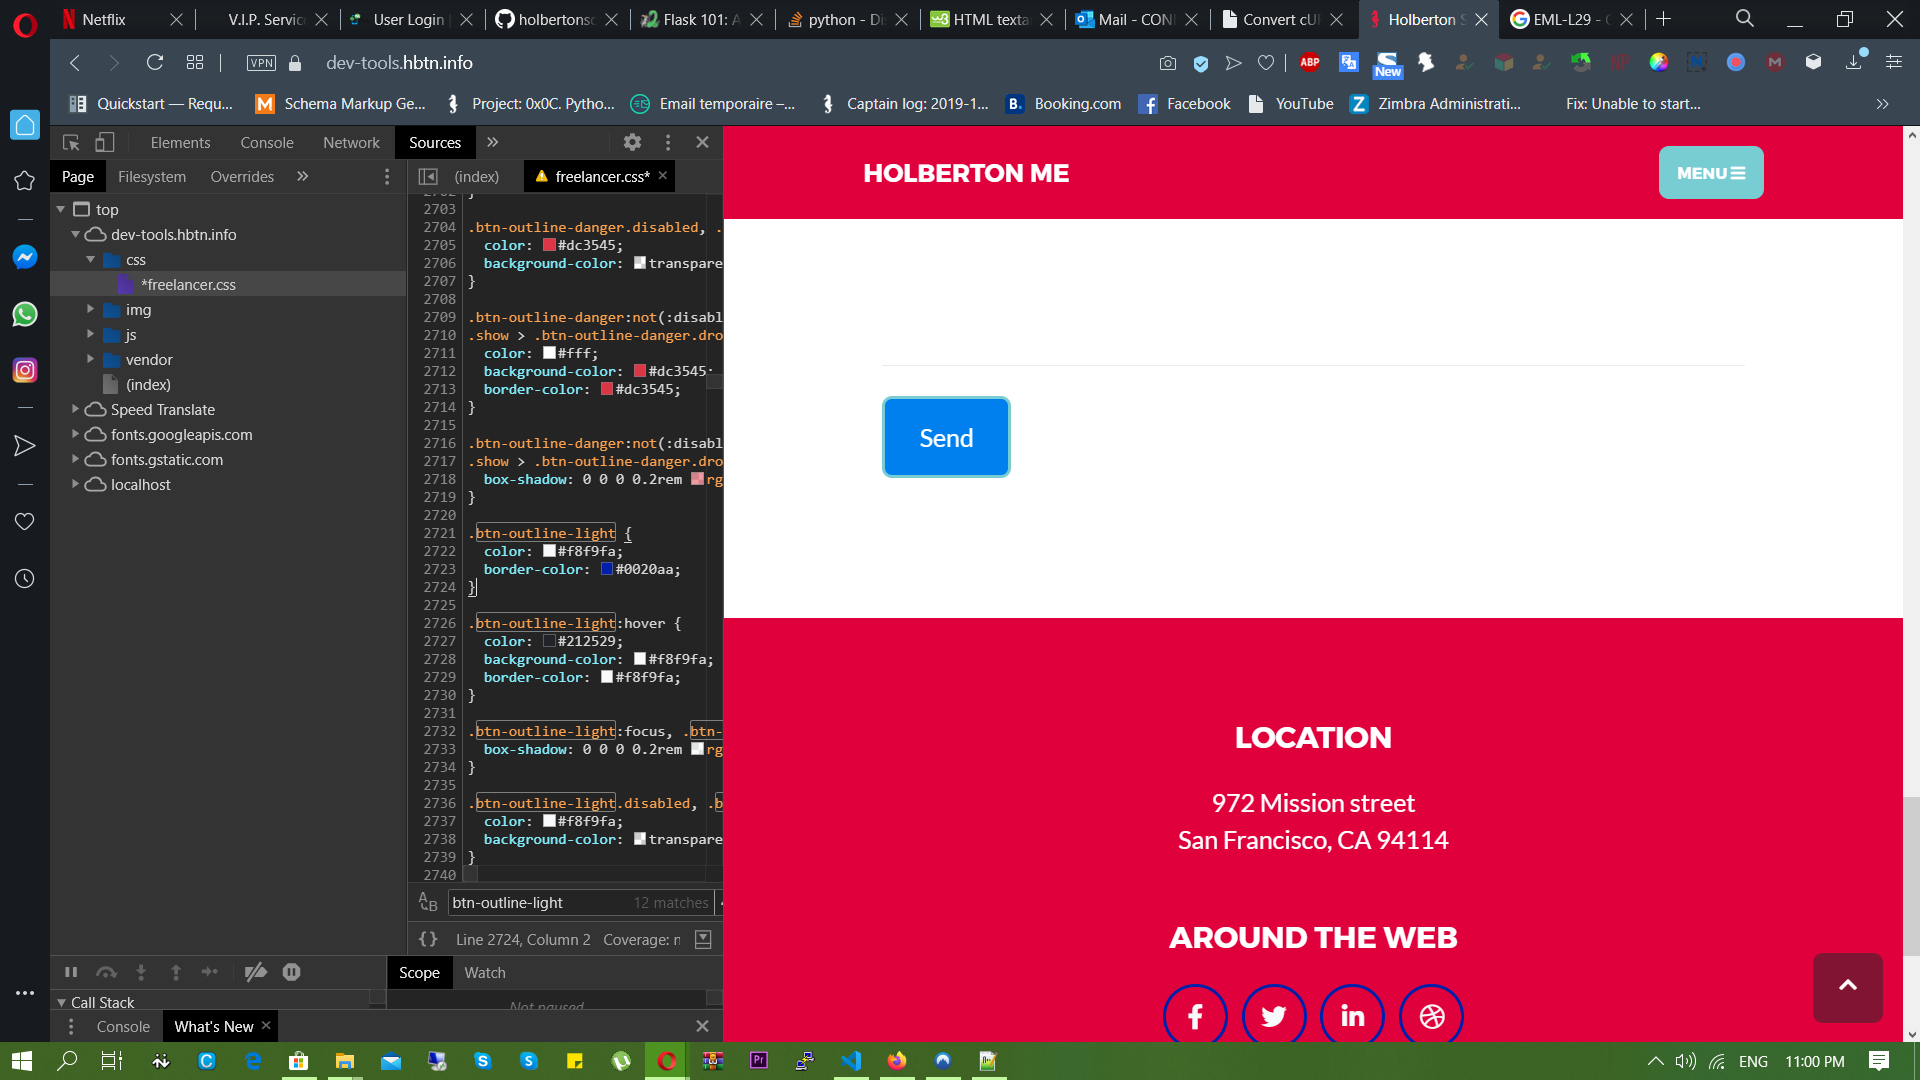 Netflix
V.I.P. Servic
User Login
holbertonsc
Flask 101: A
python - Di
HTML texta
Mail - CONI
Convert cUR
Holberton S
EML-L29 - G
VPN
dev-tools.hbtn.info
ABP
New
Quickstart — Requ...
Schema Markup Ge...
Project: 0x0C. Pytho...
Email temporaire –...
Captain log: 2019-1...
Booking.com
Facebook
YouTube
Zimbra Administrati...
Fix: Unable to start...
Elements
Console
Network
Sources
Page
Filesystem
Overrides
(index)
freelancer.css*
top
dev-tools.hbtn.info
css
*freelancer.css
img
js
vendor
(index)
Speed Translate
fonts.googleapis.com
fonts.gstatic.com
localhost
2703
2704 .btn-outline-danger.disabled, .
2705 color: #dc3545;
2706 background-color: transpare
2707 }
2708
2709 .btn-outline-danger:not(:disabl
2710 .show > .btn-outline-danger.dro
2711 color: #fff;
2712 background-color: #dc3545;
2713 border-color: #dc3545;
2714 }
2715
2716 .btn-outline-danger:not(:disabl
2717 .show > .btn-outline-danger.dro
2718 box-shadow: 0 0 0 0.2rem rg
2719 }
2720
2721 .btn-outline-light {
2722 color: #f8f9fa;
2723 border-color: #0020aa;
2724 }
2725
2726 .btn-outline-light:hover {
2727 color: #212529;
2728 background-color: #f8f9fa;
2729 border-color: #f8f9fa;
2730 }
2731
2732 .btn-outline-light:focus, .btn-
2733 box-shadow: 0 0 0 0.2rem rg
2734 }
2735
2736 .btn-outline-light.disabled, .b
2737 color: #f8f9fa;
2738 background-color: transpare
2739 }
2740
btn-outline-light
12 matches
{} Line 2724, Column 2 Coverage: n
Scope
Watch
Call Stack
Not paused
Console
What's New
HOLBERTON ME
MENU
Send
LOCATION
972 Mission street
San Francisco, CA 94114
AROUND THE WEB
ENG
11:00 PM